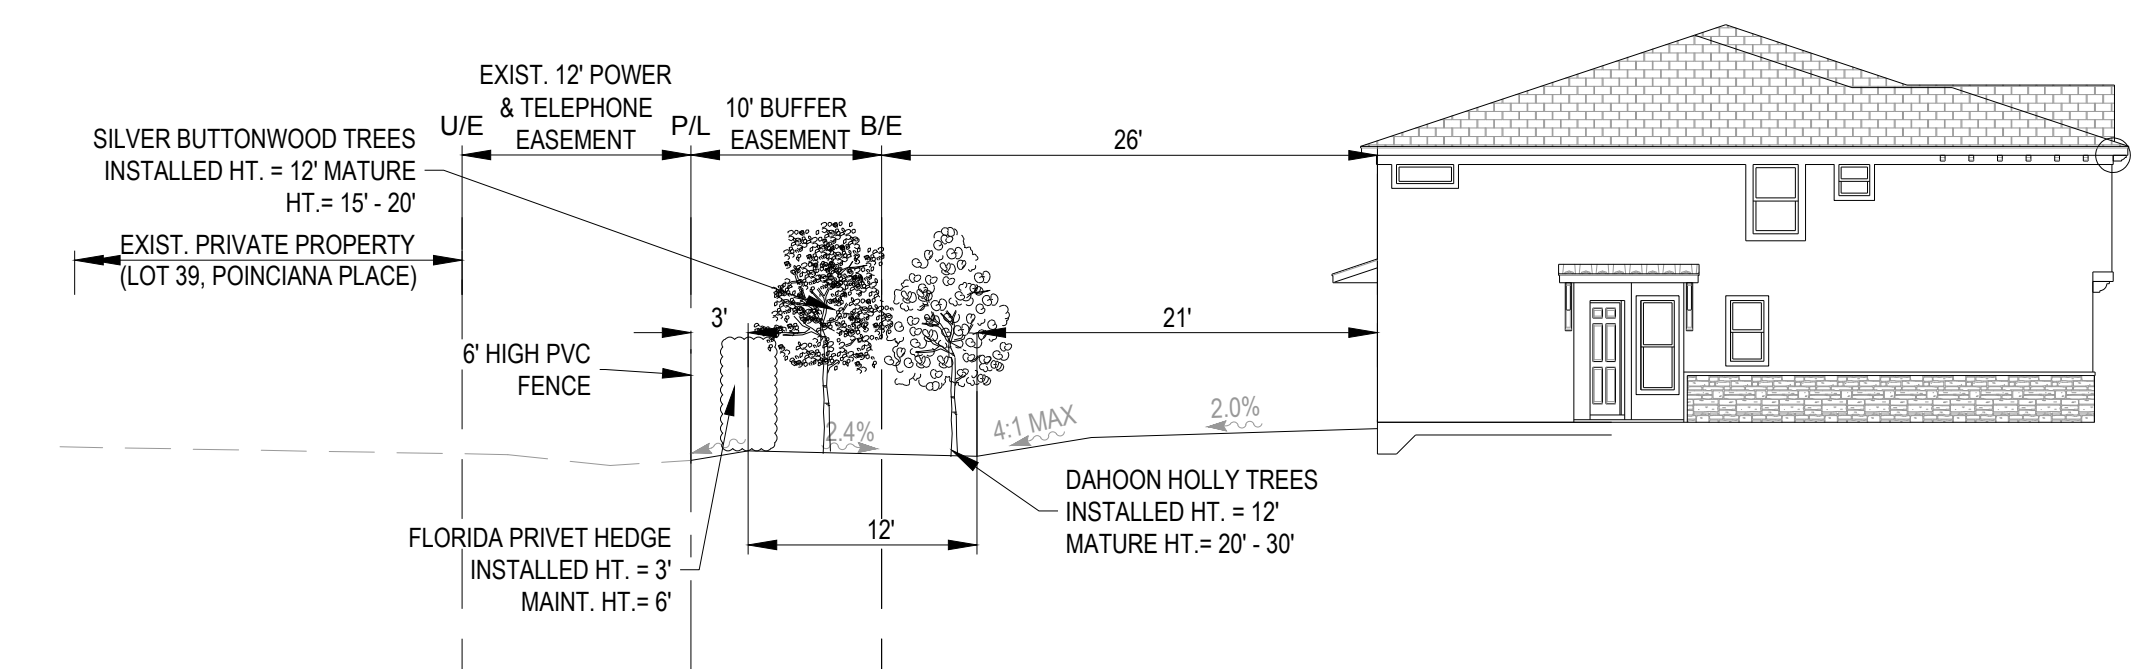 EXIST. 12' POWER
& TELEPHONE
EASEMENT
10' BUFFER
EASEMENT
U/E
P/L
B/E
26'
SILVER BUTTONWOOD TREES
INSTALLED HT. = 12' MATURE
HT.= 15' - 20'
EXIST. PRIVATE PROPERTY
(LOT 39, POINCIANA PLACE)
3'
21'
6' HIGH PVC
FENCE
2.4%
4:1 MAX
2.0%
DAHOON HOLLY TREES
INSTALLED HT. = 12'
MATURE HT.= 20' - 30'
12'
FLORIDA PRIVET HEDGE
INSTALLED HT. = 3'
MAINT. HT.= 6'